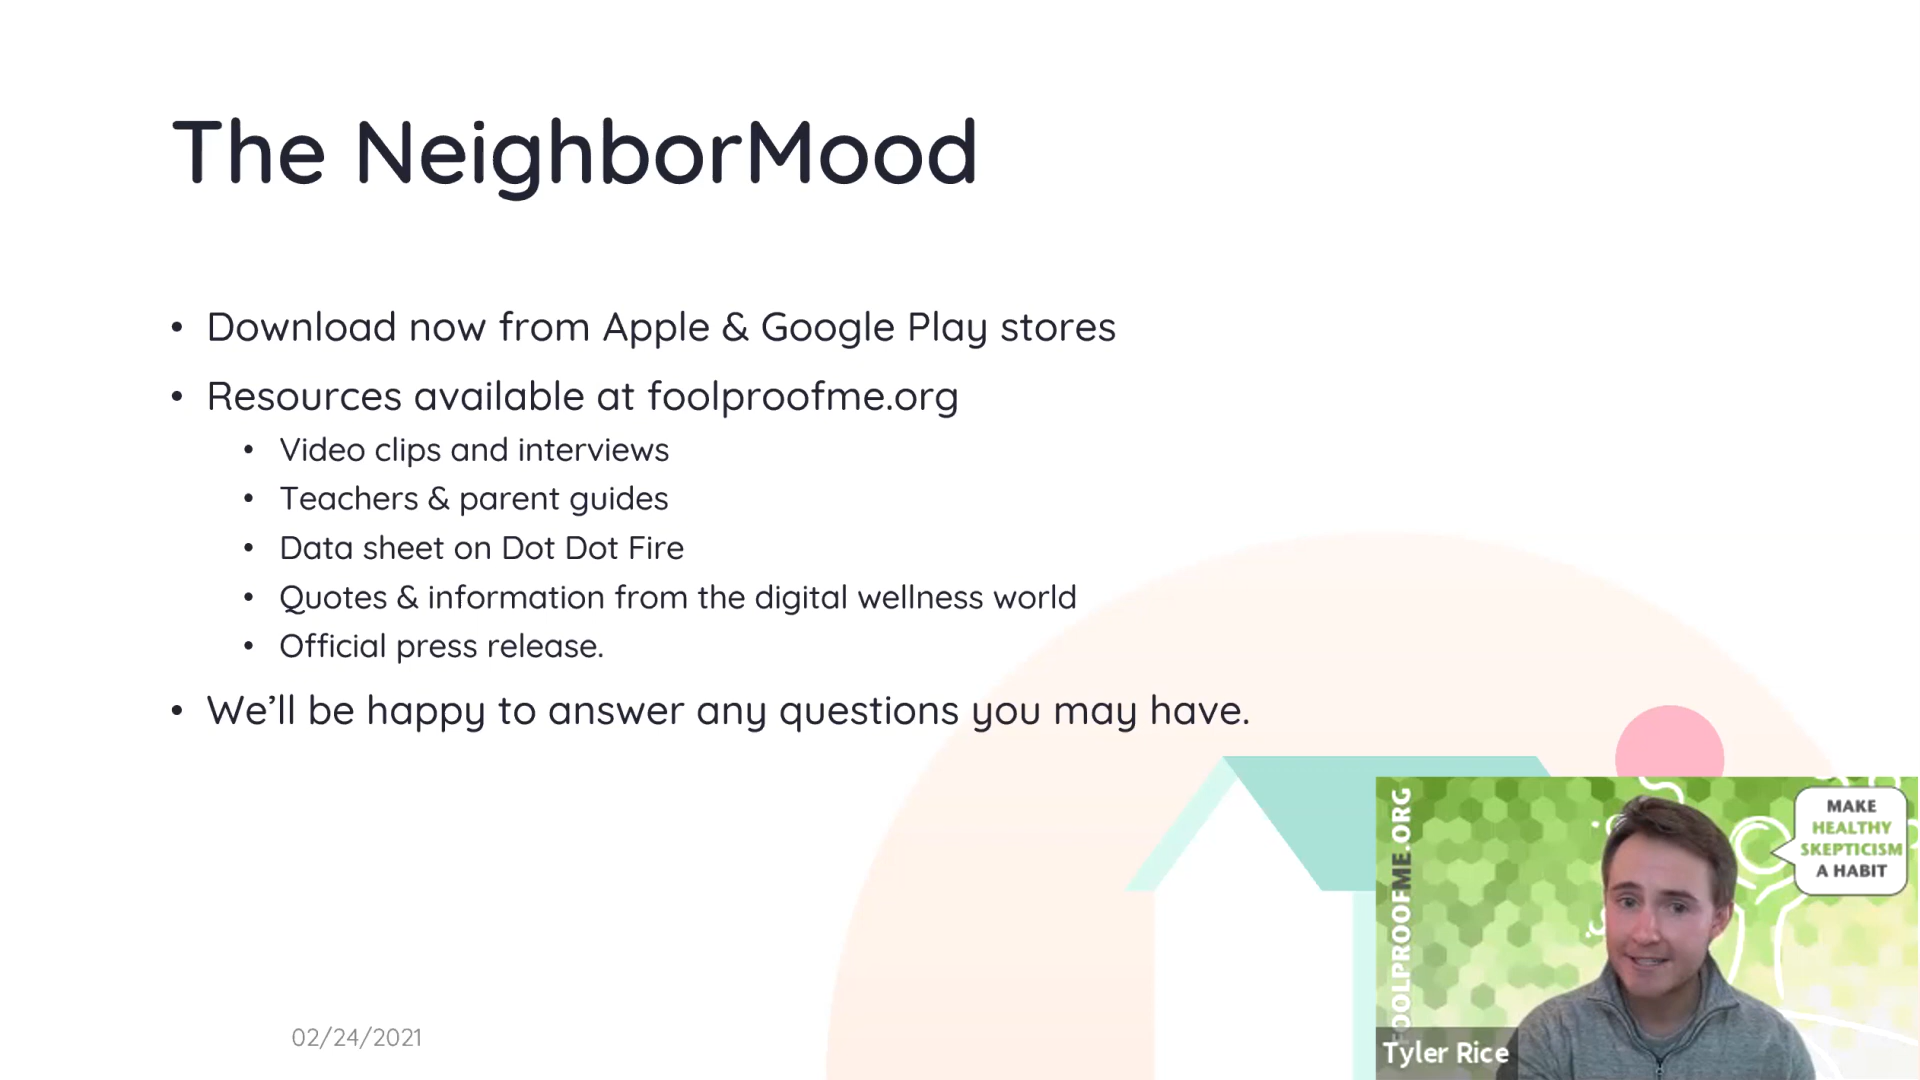 The NeighborMood
• Download now from Apple & Google Play stores
• Resources available at foolproofme.org
• Video clips and interviews
• Teachers & parent guides
• Data sheet on Dot Dot Fire
• Quotes & information from the digital wellness world
• Official press release.
• We’ll be happy to answer any questions you may have.
02/24/2021
FOOLPROOFME.ORG
MAKE
HEALTHY
SKEPTICISM
A HABIT
Tyler Rice